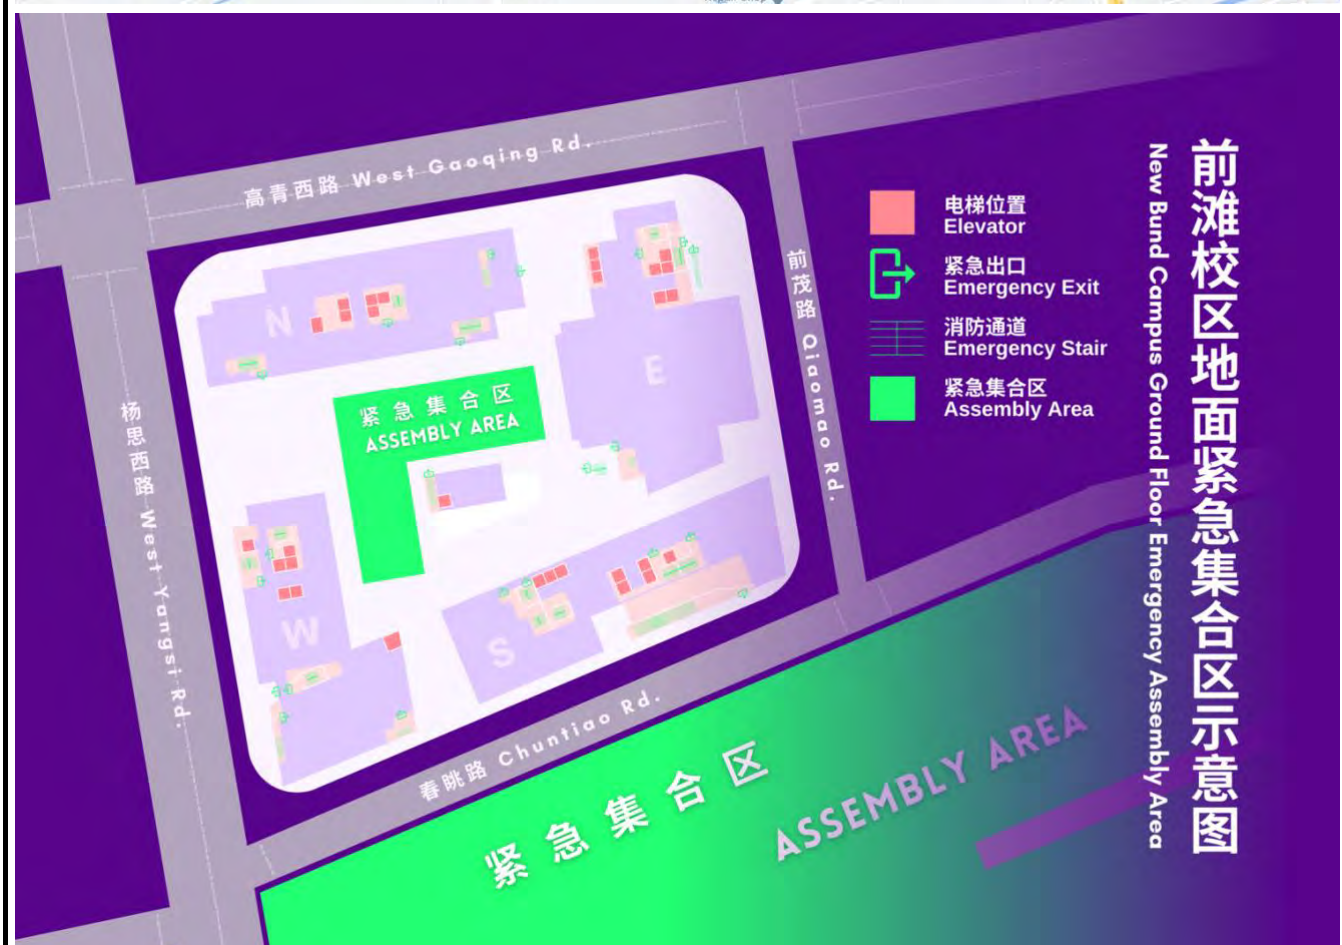 高青西路 West Gaoqing Rd.
前茂路 Qiaomao Rd.
杨思西路 West Yangsi Rd.
春眺路 Chuntiao Rd.
N
E
W
S
紧急集合区
ASSEMBLY AREA
紧急集合区
ASSEMBLY AREA
电梯位置
Elevator
紧急出口
Emergency Exit
消防通道
Emergency Stair
紧急集合区
Assembly Area
前滩校区地面紧急集合区示意图
New Bund Campus Ground Floor Emergency Assembly Area